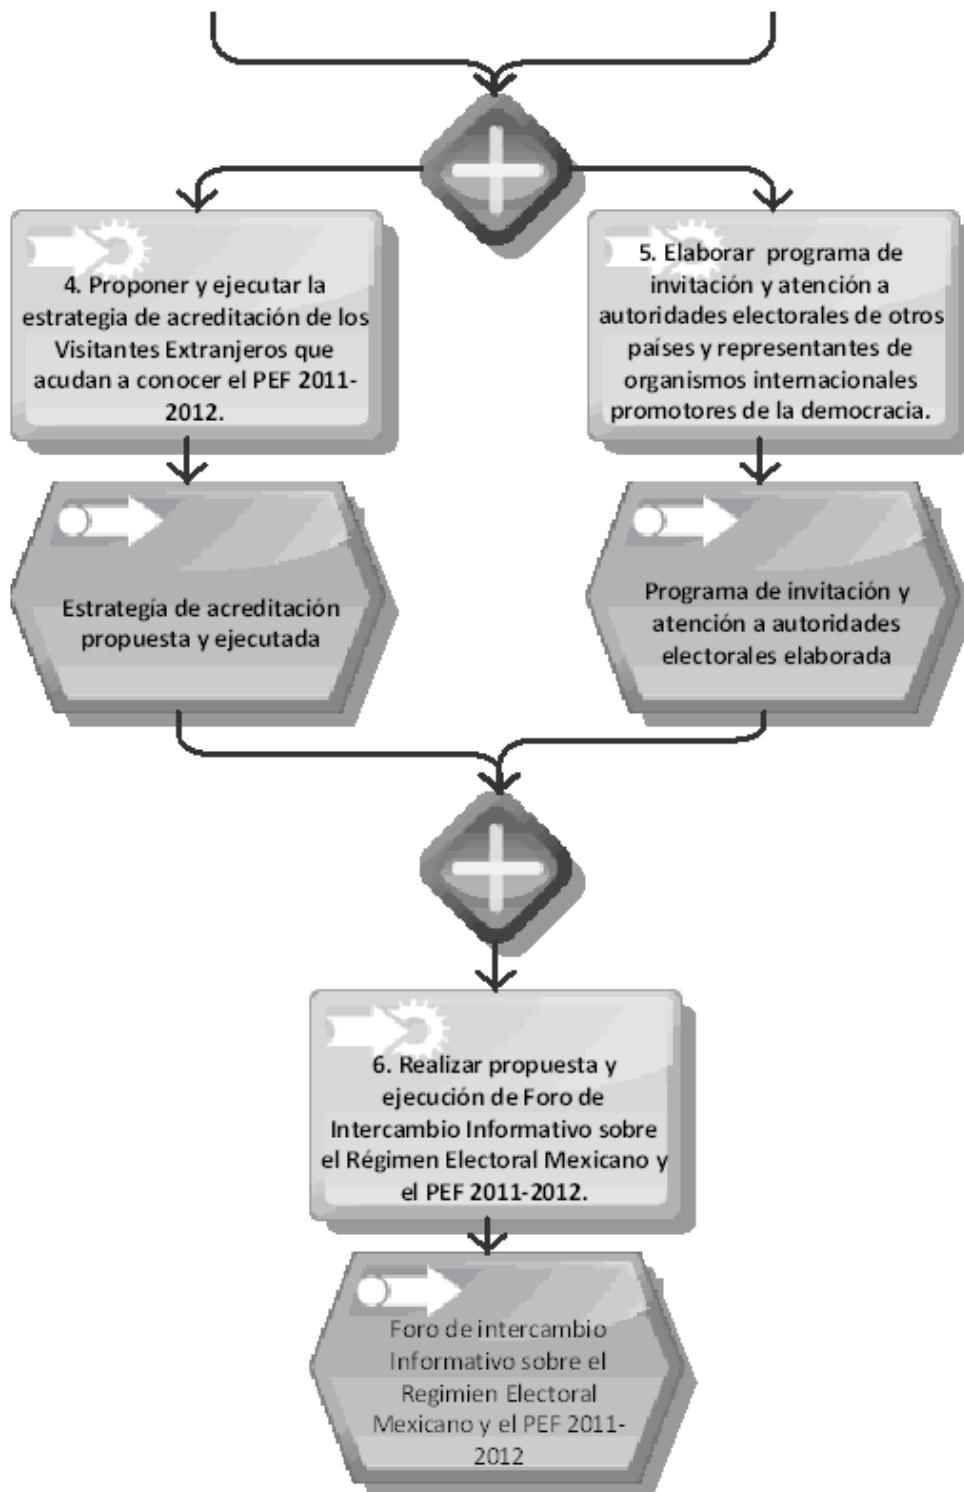 4. Proponer y ejecutar la
estrategia de acreditación de los
Visitantes Extranjeros que
acudan a conocer el PEF 2011-
2012.
5. Elaborar programa de
invitación y atención a
autoridades electorales de otros
países y representantes de
organismos internacionales
promotores de la democracia.
Estrategía de acreditación
propuesta y ejecutada
Programa de invitación y
atención a autoridades
electorales elaborada
6. Realizar propuesta y
ejecución de Foro de
Intercambio Informativo sobre
el Régimen Electoral Mexicano y
el PEF 2011-2012.
Foro de intercambio
Informativo sobre el
Regimien Electoral
Mexicano y el PEF 2011-
2012